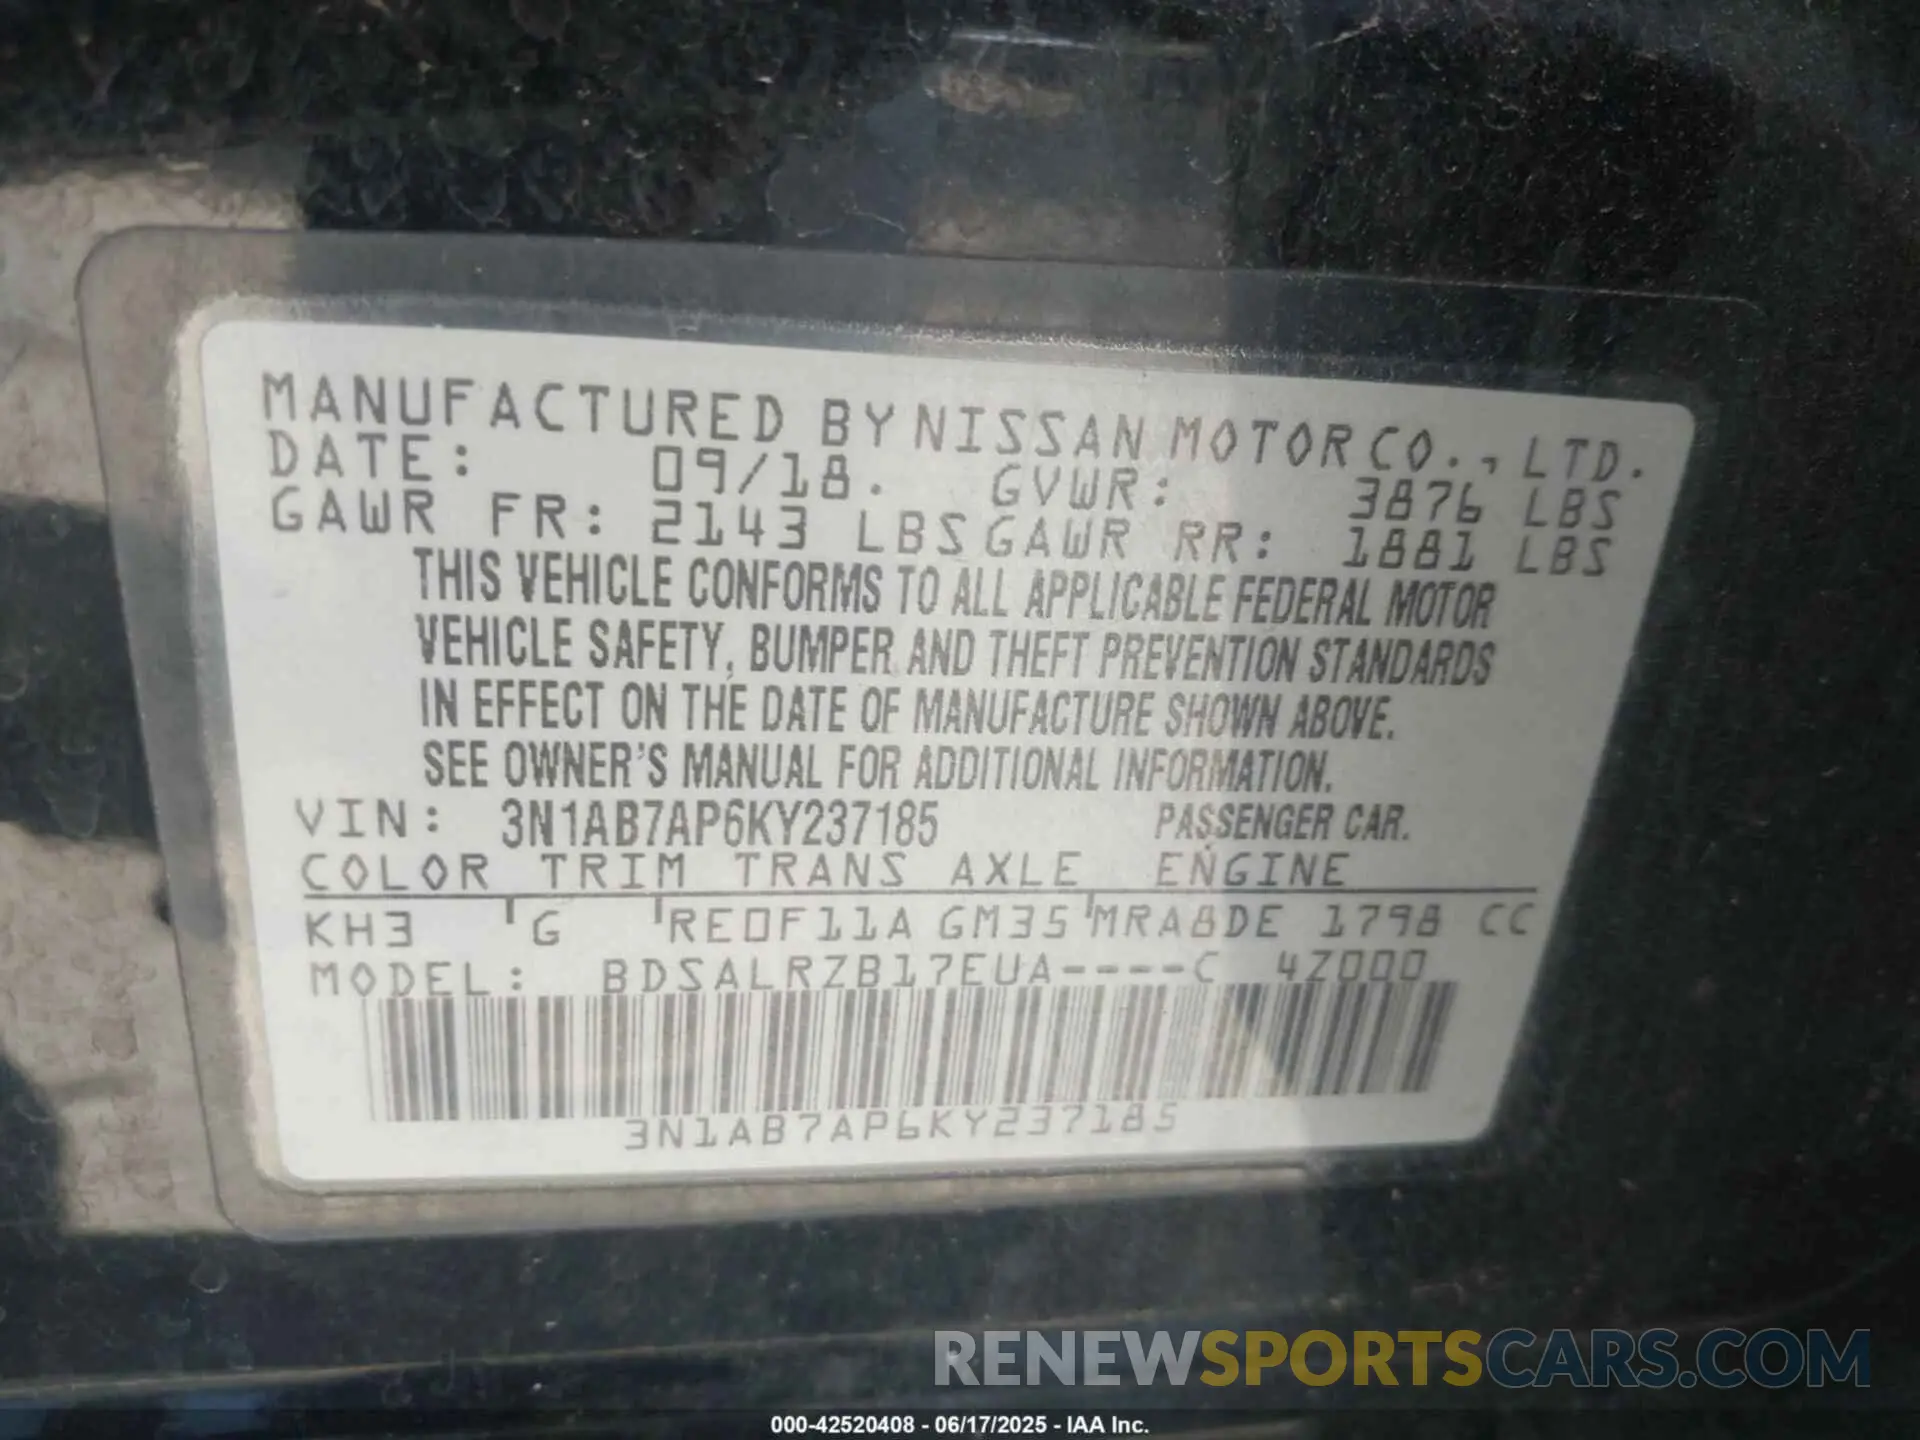 MANUFACTURED BY NISSAN MOTOR CO., LTD.
DATE: 09/18. GVWR: 3876 LBS
GAWR FR: 2143 LBS GAWR RR: 1881 LBS
THIS VEHICLE CONFORMS TO ALL APPLICABLE FEDERAL MOTOR
VEHICLE SAFETY, BUMPER AND THEFT PREVENTION STANDARDS
IN EFFECT ON THE DATE OF MANUFACTURE SHOWN ABOVE.
SEE OWNER'S MANUAL FOR ADDITIONAL INFORMATION.
VIN: 3N1AB7AP6KY237185 PASSENGER CAR.
COLOR TRIM TRANS AXLE ENGINE
KH3 G RE0F11A GM35 MRA8DE 1798 CC
MODEL: BDSALRZB17EUA----C 4Z000
3N1AB7AP6KY237185
RENEWSPORTSCARS.COM
000-42520408 - 06/17/2025 - IAA Inc.